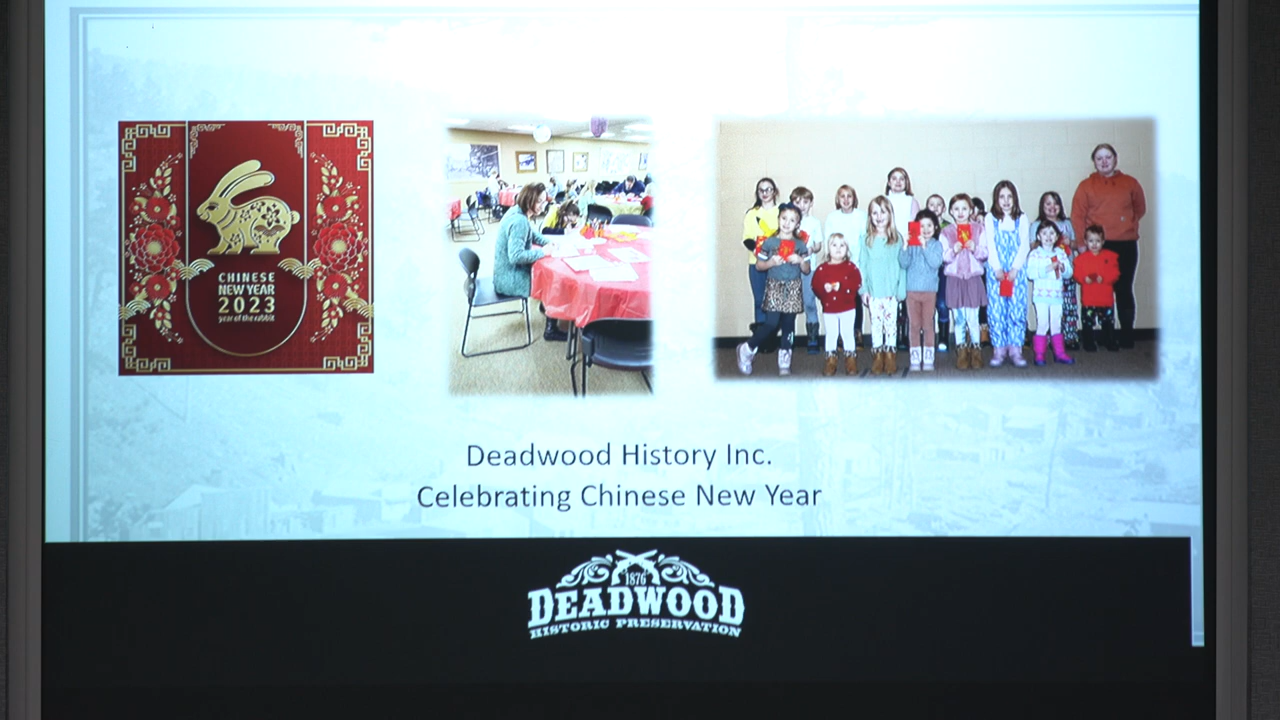 CHINESE
NEW YEAR
2023
year of the rabbit
Deadwood History Inc.
Celebrating Chinese New Year
1876
DEADWOOD
HISTORIC PRESERVATION